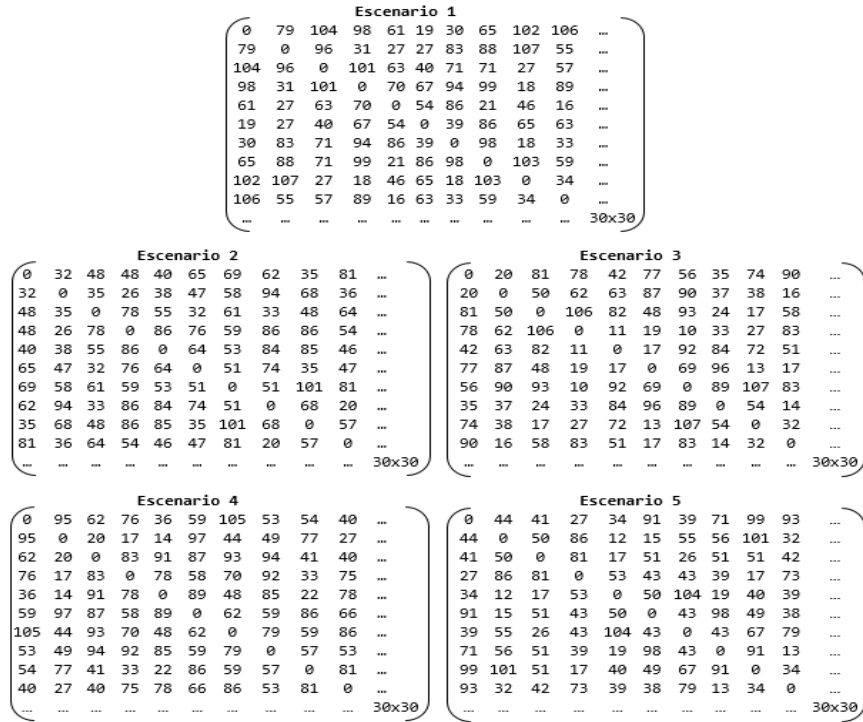 Escenario 1
0 79 104 98 61 19 30 65 102 106 …
79 0 96 31 27 27 83 88 107 55 …
104 96 0 101 63 40 71 71 27 57 …
98 31 101 0 70 67 94 99 18 89 …
61 27 63 70 0 54 86 21 46 16 …
19 27 40 67 54 0 39 86 65 63 …
30 83 71 94 86 39 0 98 18 33 …
65 88 71 99 21 86 98 0 103 59 …
102 107 27 18 46 65 18 103 0 34 …
106 55 57 89 16 63 33 59 34 0 …
… … … … … … … … … … 30x30
Escenario 2
0 32 48 48 40 65 69 62 35 81 …
32 0 35 26 38 47 58 94 68 36 …
48 35 0 78 55 32 61 33 48 64 …
48 26 78 0 86 76 59 86 86 54 …
40 38 55 86 0 64 53 84 85 46 …
65 47 32 76 64 0 51 74 35 47 …
69 58 61 59 53 51 0 51 101 81 …
62 94 33 86 84 74 51 0 68 20 …
35 68 48 86 85 35 101 68 0 57 …
81 36 64 54 46 47 81 20 57 0 …
… … … … … … … … … … 30x30
Escenario 3
0 20 81 78 42 77 56 35 74 90 …
20 0 50 62 63 87 90 37 38 16 …
81 50 0 106 82 48 93 24 17 58 …
78 62 106 0 11 19 10 33 27 83 …
42 63 82 11 0 17 92 84 72 51 …
77 87 48 19 17 0 69 96 13 17 …
56 90 93 10 92 69 0 89 107 83 …
35 37 24 33 84 96 89 0 54 14 …
74 38 17 27 72 13 107 54 0 32 …
90 16 58 83 51 17 83 14 32 0 …
… … … … … … … … … … 30x30
Escenario 4
0 95 62 76 36 59 105 53 54 40 …
95 0 20 17 14 97 44 49 77 27 …
62 20 0 83 91 87 93 94 41 40 …
76 17 83 0 78 58 70 92 33 75 …
36 14 91 78 0 89 48 85 22 78 …
59 97 87 58 89 0 62 59 86 66 …
105 44 93 70 48 62 0 79 59 86 …
53 49 94 92 85 59 79 0 57 53 …
54 77 41 33 22 86 59 57 0 81 …
40 27 40 75 78 66 86 53 81 0 …
… … … … … … … … … … 30x30
Escenario 5
0 44 41 27 34 91 39 71 99 93 …
44 0 50 86 12 15 55 56 101 32 …
41 50 0 81 17 51 26 51 51 42 …
27 86 81 0 53 43 43 39 17 73 …
34 12 17 53 0 50 104 19 40 39 …
91 15 51 43 50 0 43 98 49 38 …
39 55 26 43 104 43 0 43 67 79 …
71 56 51 39 19 98 43 0 91 13 …
99 101 51 17 40 49 67 91 0 34 …
93 32 42 73 39 38 79 13 34 0 …
… … … … … … … … … … 30x30